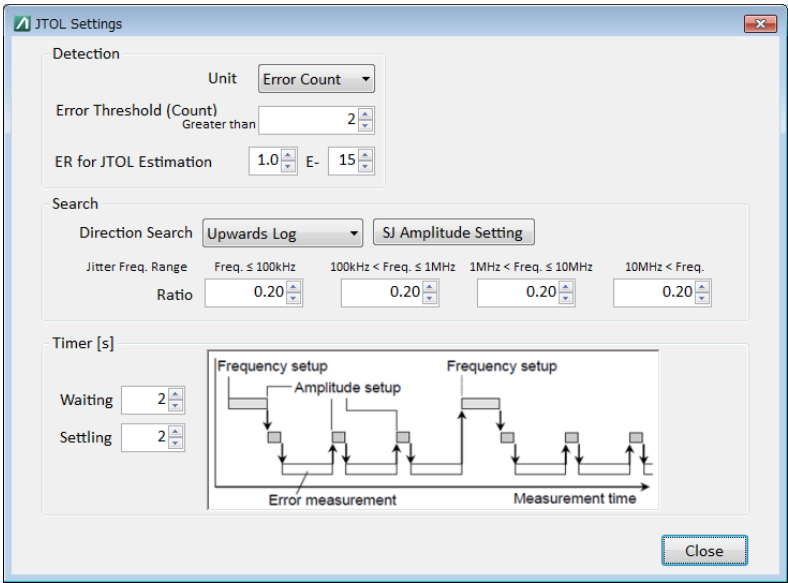 JTOL Settings
Detection
Unit Error Count
Error Threshold (Count)
Greater than 2
ER for JTOL Estimation 1.0 E- 15
Search
Direction Search Upwards Log SJ Amplitude Setting
Jitter Freq. Range Freq. ≤ 100kHz 100kHz < Freq. ≤ 1MHz 1MHz < Freq. ≤ 10MHz 10MHz < Freq.
Ratio 0.20 0.20 0.20 0.20
Timer [s]
Waiting 2
Settling 2
Frequency setup Frequency setup
Amplitude setup
Error measurement Measurement time
Close